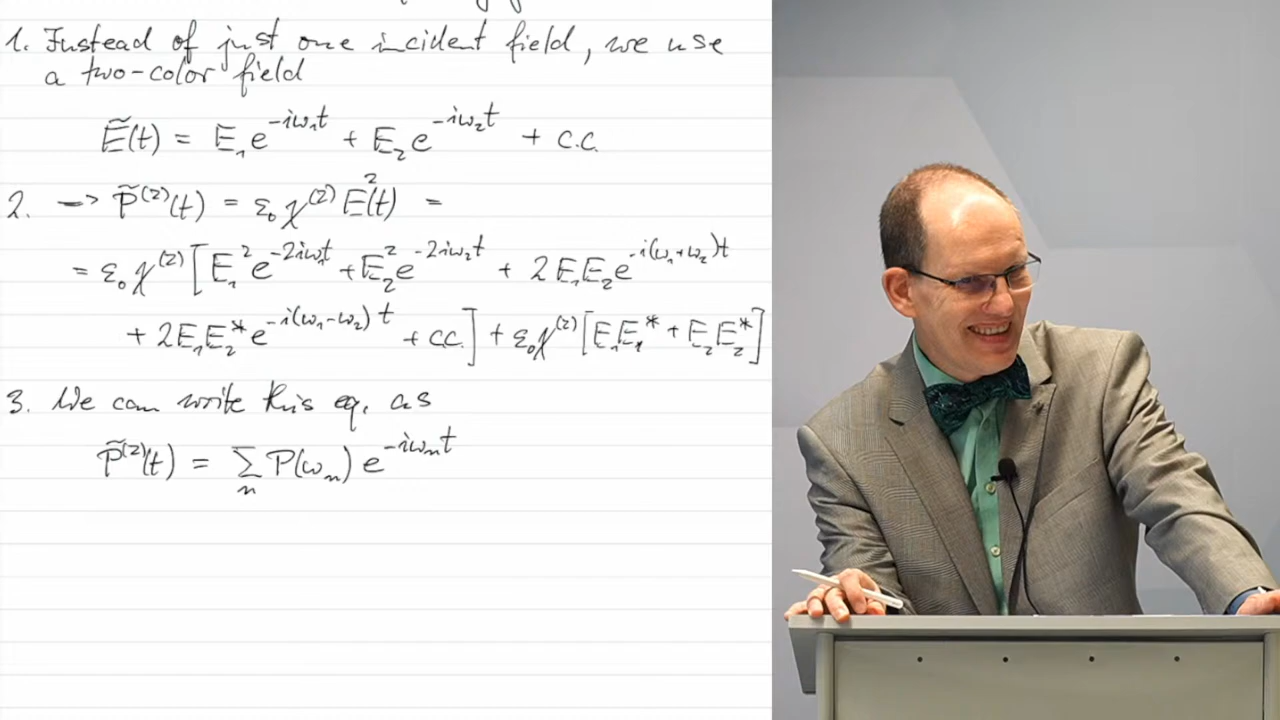 1. Instead of just one incident field, we use
a two-color field
Ẽ(t) = E₁e^{-iω₁t} + E₂e^{-iω₂t} + c.c.
2. → P̃⁽²⁾(t) = ε₀χ⁽²⁾E²(t) =
= ε₀χ⁽²⁾[E₁²e^{-2iω₁t} + E₂²e^{-2iω₂t} + 2E₁E₂e^{-i(ω₁+ω₂)t}
+ 2E₁E₂*e^{-i(ω₁-ω₂)t} + c.c.] + ε₀χ⁽²⁾[E₁E₁* + E₂E₂*]
3. We can write this eq. as
P̃⁽²⁾(t) = Σₙ P(ωₙ) e^{-iωₙt}